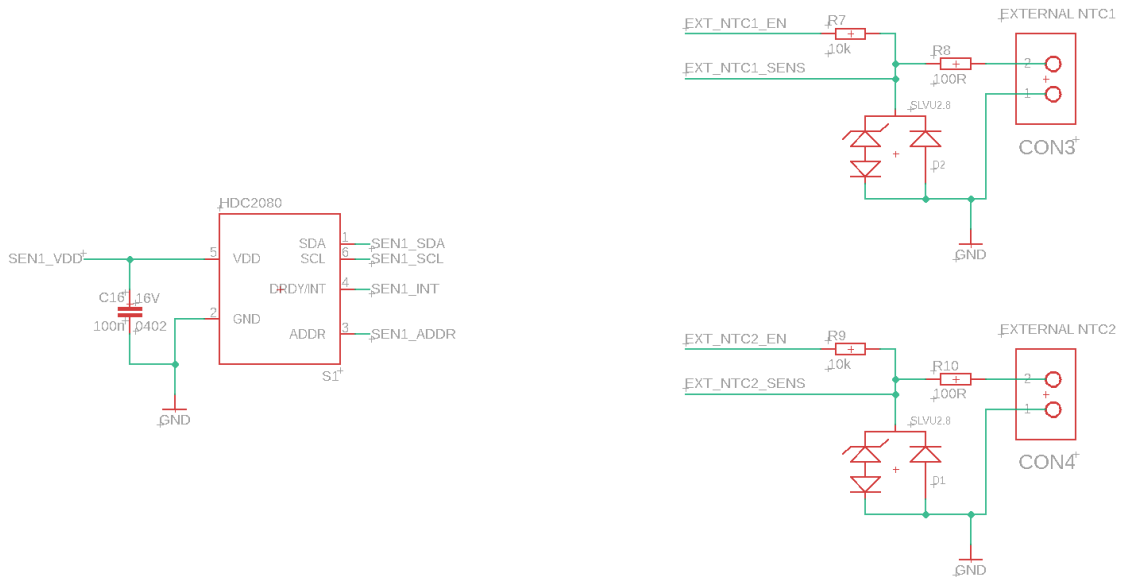 HDC2080
SEN1_VDD
5
VDD
SDA
1
SEN1_SDA
SCL
6
SEN1_SCL
DRDY/INT
4
SEN1_INT
2
GND
ADDR
3
SEN1_ADDR
C16
16V
100n
0402
S1
GND
EXTERNAL NTC1
EXT_NTC1_EN
R7
10k
EXT_NTC1_SENS
R8
100R
2
1
SLVU2.8
D2
CON3
GND
EXTERNAL NTC2
EXT_NTC2_EN
R9
10k
EXT_NTC2_SENS
R10
100R
2
1
SLVU2.8
D1
CON4
GND